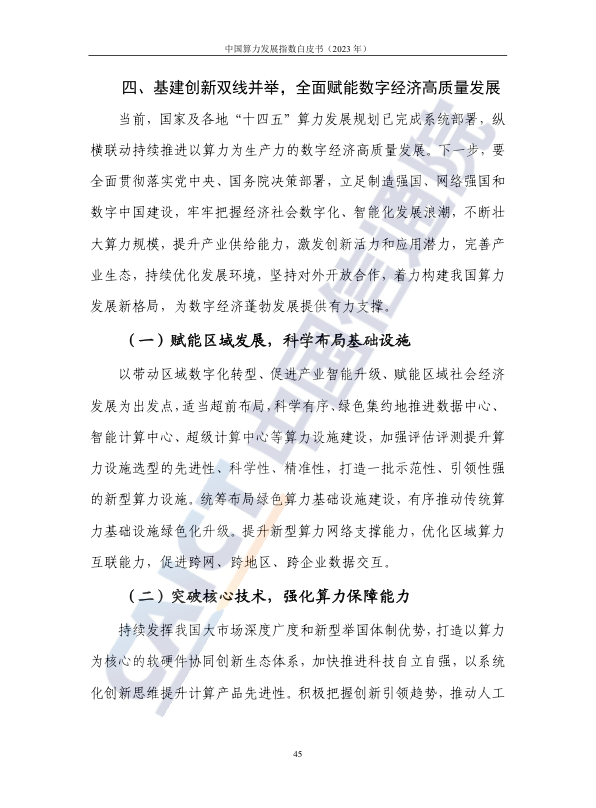 中国算力发展指数白皮书（2023 年）
四、基建创新双线并举，全面赋能数字经济高质量发展
当前，国家及各地“十四五”算力发展规划已完成系统部署，纵
横联动持续推进以算力为生产力的数字经济高质量发展。下一步，要
全面贯彻落实党中央、国务院决策部署，立足制造强国、网络强国和
数字中国建设，牢牢把握经济社会数字化、智能化发展浪潮，不断壮
大算力规模，提升产业供给能力，激发创新活力和应用潜力，完善产
业生态，持续优化发展环境，坚持对外开放合作，着力构建我国算力
发展新格局，为数字经济蓬勃发展提供有力支撑。
（一）赋能区域发展，科学布局基础设施
以带动区域数字化转型、促进产业智能升级、赋能区域社会经济
发展为出发点，适当超前布局，科学有序、绿色集约地推进数据中心、
智能计算中心、超级计算中心等算力设施建设，加强评估评测提升算
力设施选型的先进性、科学性、精准性，打造一批示范性、引领性强
的新型算力设施。统筹布局绿色算力基础设施建设，有序推动传统算
力基础设施绿色化升级。提升新型算力网络支撑能力，优化区域算力
互联能力，促进跨网、跨地区、跨企业数据交互。
（二）突破核心技术，强化算力保障能力
持续发挥我国大市场深度广度和新型举国体制优势，打造以算力
为核心的软硬件协同创新生态体系，加快推进科技自立自强，以系统
化创新思维提升计算产品先进性。积极把握创新引领趋势，推动人工
45
CAICT 中国信通院